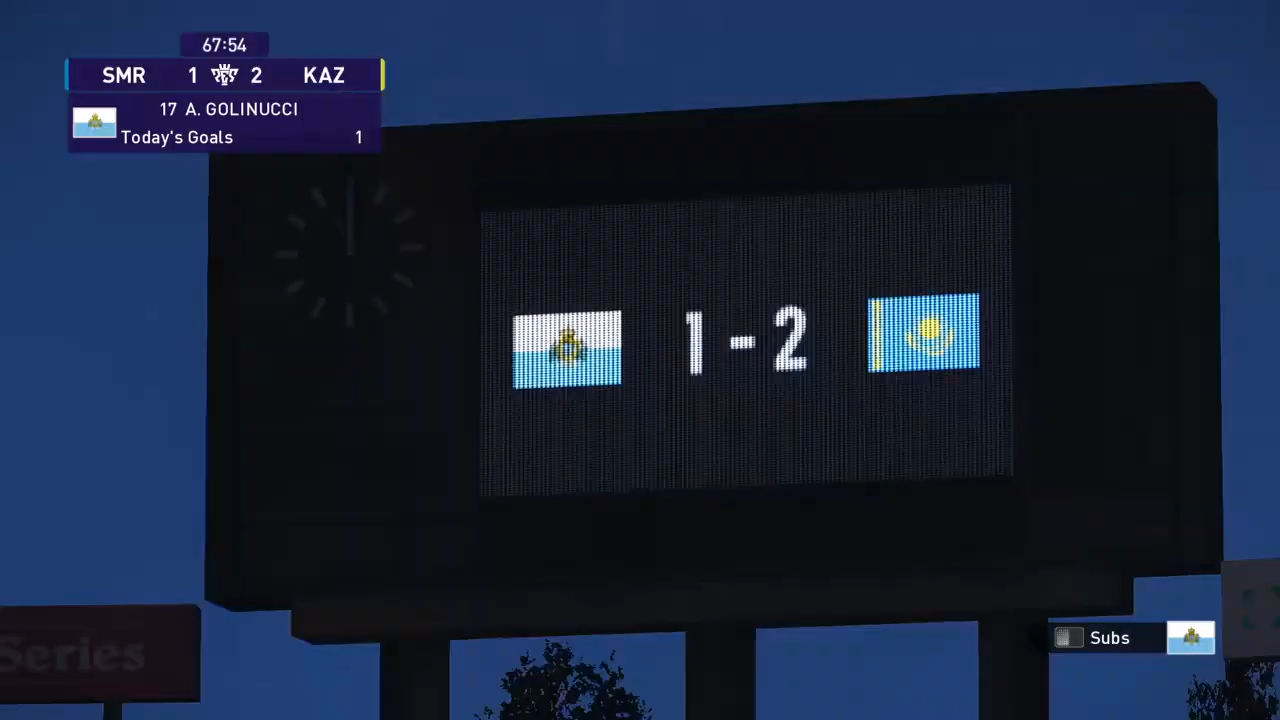 67:54
SMR 1 2 KAZ
17 A. GOLINUCCI
Today's Goals 1
1 - 2
Series
Subs